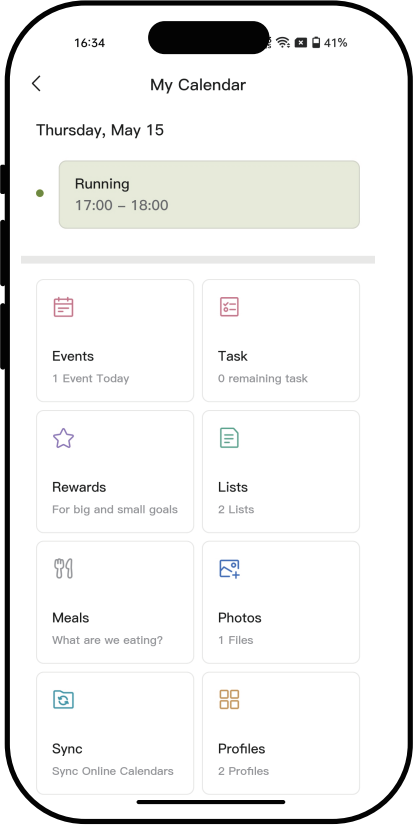 16:34
41%
My Calendar
Thursday, May 15
Running
17:00 – 18:00
Events
1 Event Today
Task
0 remaining task
Rewards
For big and small goals
Lists
2 Lists
Meals
What are we eating?
Photos
1 Files
Sync
Sync Online Calendars
Profiles
2 Profiles